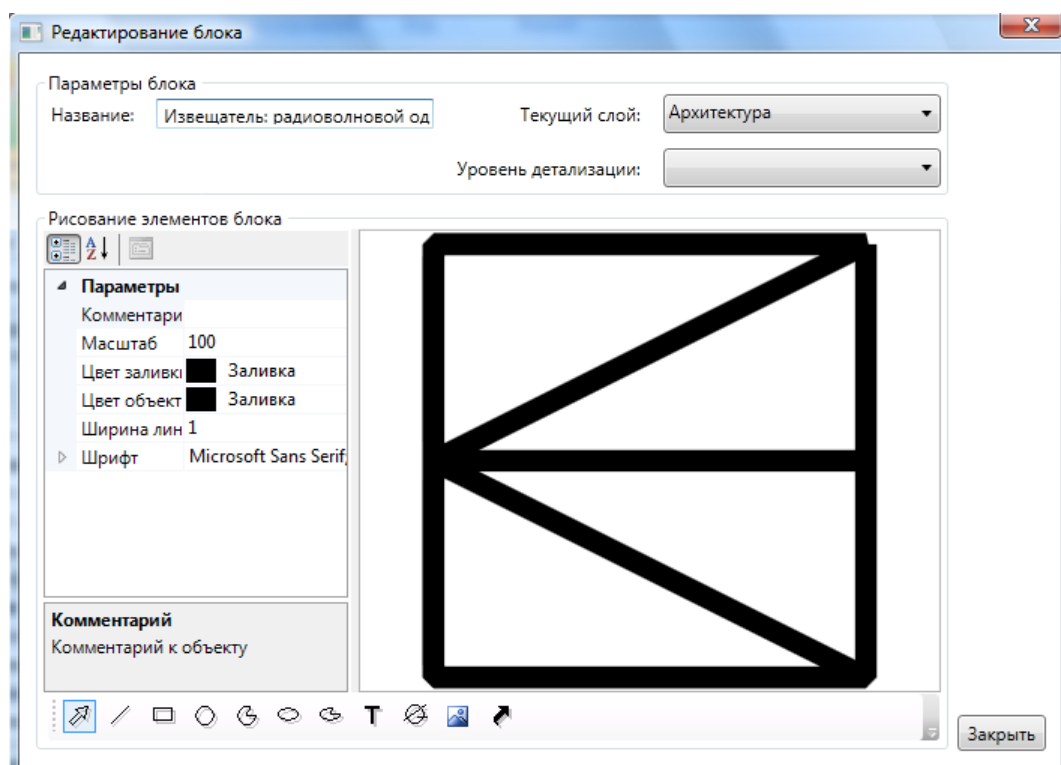 Редактирование блока
Параметры блока
Название: Извещатель: радиоволновой од Текущий слой: Архитектура
Уровень детализации:
Рисование элементов блока
Параметры
Комментари
Масштаб 100
Цвет заливки Заливка
Цвет объект Заливка
Ширина лин 1
Шрифт Microsoft Sans Serif,
Комментарий
Комментарий к объекту
T
Закрыть